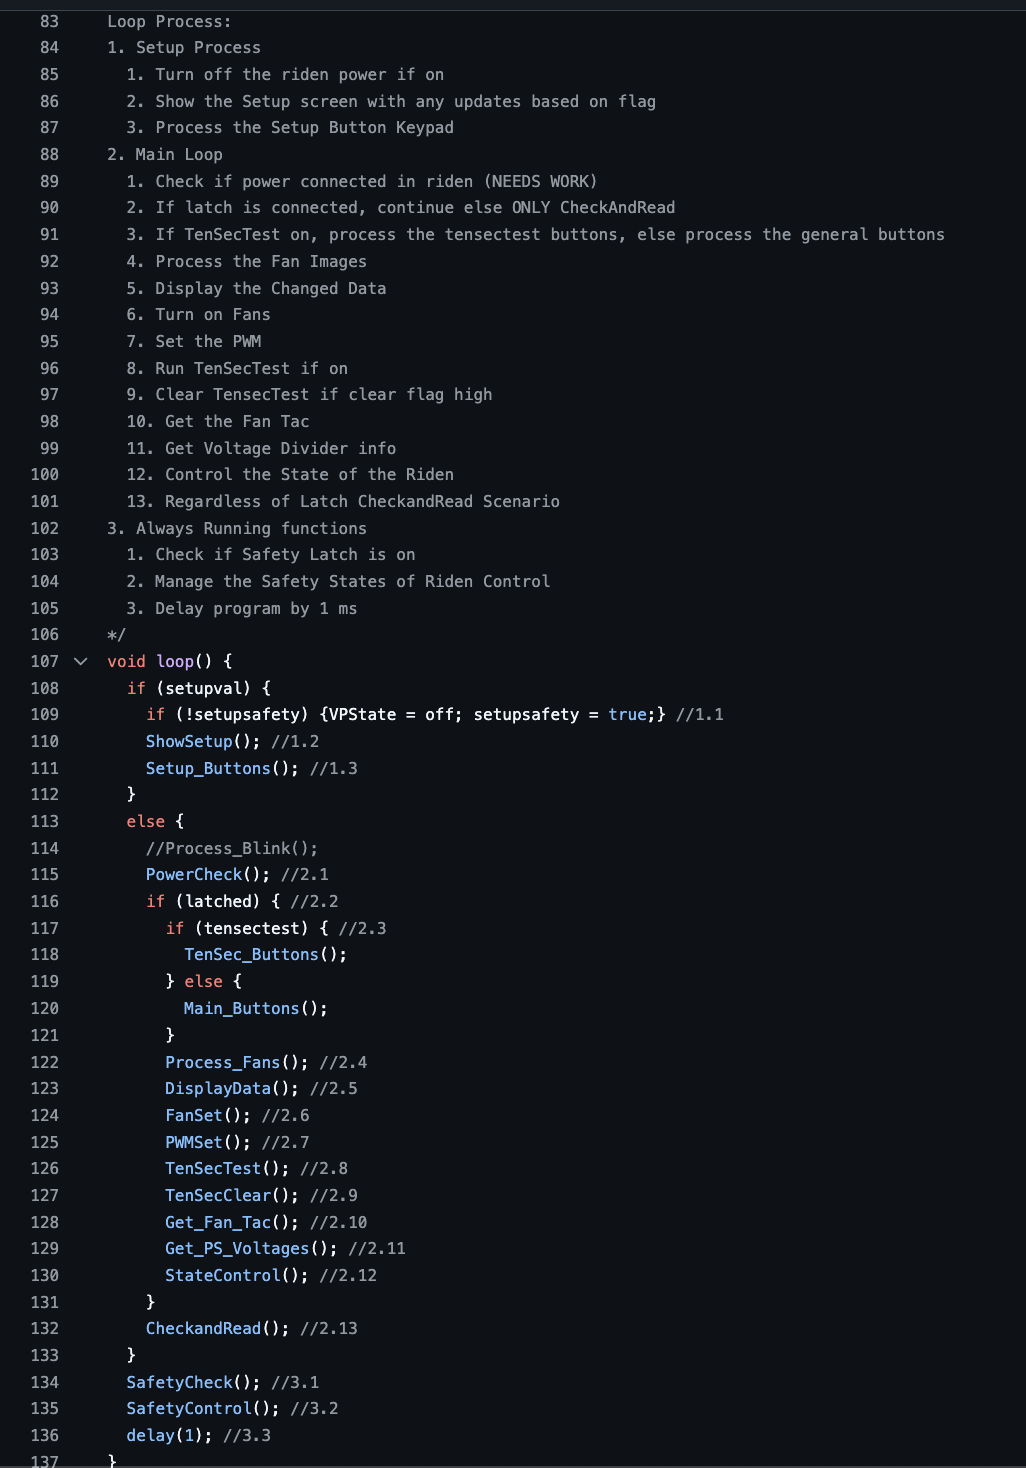 83 Loop Process:
84 1. Setup Process
85 1. Turn off the riden power if on
86 2. Show the Setup screen with any updates based on flag
87 3. Process the Setup Button Keypad
88 2. Main Loop
89 1. Check if power connected in riden (NEEDS WORK)
90 2. If latch is connected, continue else ONLY CheckAndRead
91 3. If TenSecTest on, process the tensectest buttons, else process the general buttons
92 4. Process the Fan Images
93 5. Display the Changed Data
94 6. Turn on Fans
95 7. Set the PWM
96 8. Run TenSecTest if on
97 9. Clear TensecTest if clear flag high
98 10. Get the Fan Tac
99 11. Get Voltage Divider info
100 12. Control the State of the Riden
101 13. Regardless of Latch CheckandRead Scenario
102 3. Always Running functions
103 1. Check if Safety Latch is on
104 2. Manage the Safety States of Riden Control
105 3. Delay program by 1 ms
106 */
107 void loop() {
108 if (setupval) {
109 if (!setupsafety) {VPState = off; setupsafety = true;} //1.1
110 ShowSetup(); //1.2
111 Setup_Buttons(); //1.3
112 }
113 else {
114 //Process_Blink();
115 PowerCheck(); //2.1
116 if (latched) { //2.2
117 if (tensectest) { //2.3
118 TenSec_Buttons();
119 } else {
120 Main_Buttons();
121 }
122 Process_Fans(); //2.4
123 DisplayData(); //2.5
124 FanSet(); //2.6
125 PWMSet(); //2.7
126 TenSecTest(); //2.8
127 TenSecClear(); //2.9
128 Get_Fan_Tac(); //2.10
129 Get_PS_Voltages(); //2.11
130 StateControl(); //2.12
131 }
132 CheckandRead(); //2.13
133 }
134 SafetyCheck(); //3.1
135 SafetyControl(); //3.2
136 delay(1); //3.3
137 }